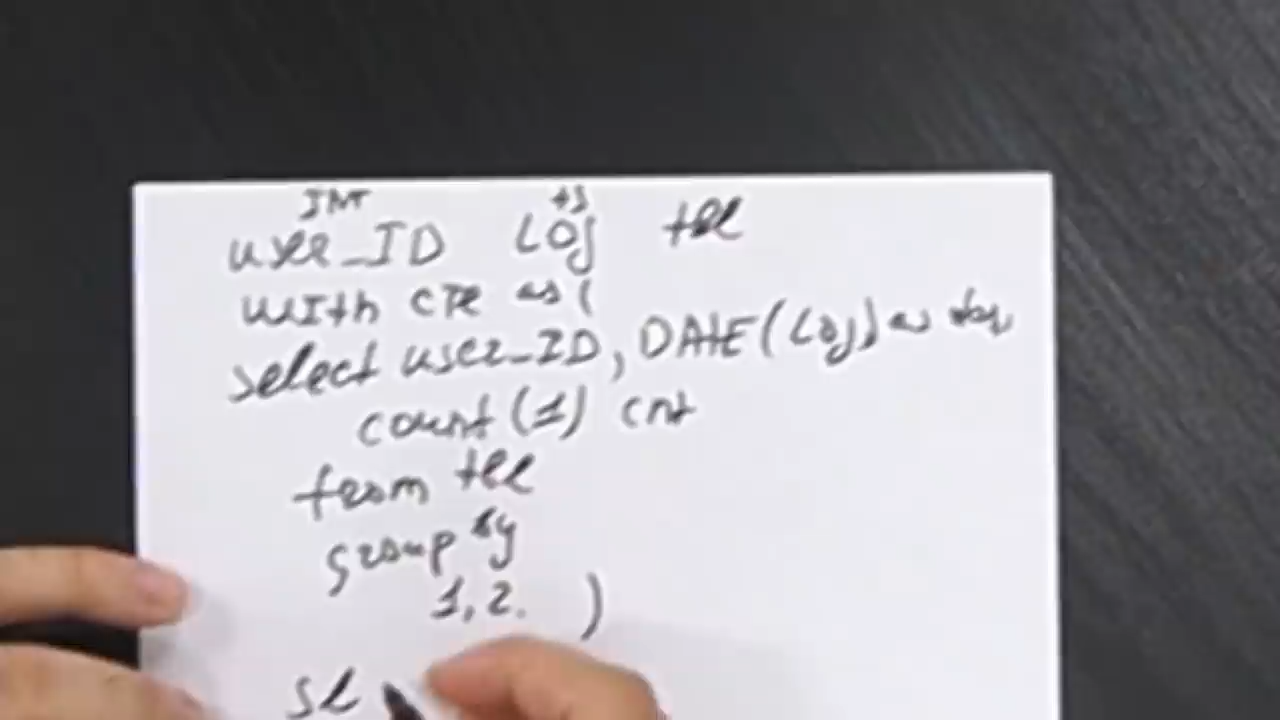 INT ts
user_ID Log tbl
with cte as (
select user_ID, DATE(Log) as day
count(1) cnt
from tbl
group by
1, 2. )
se